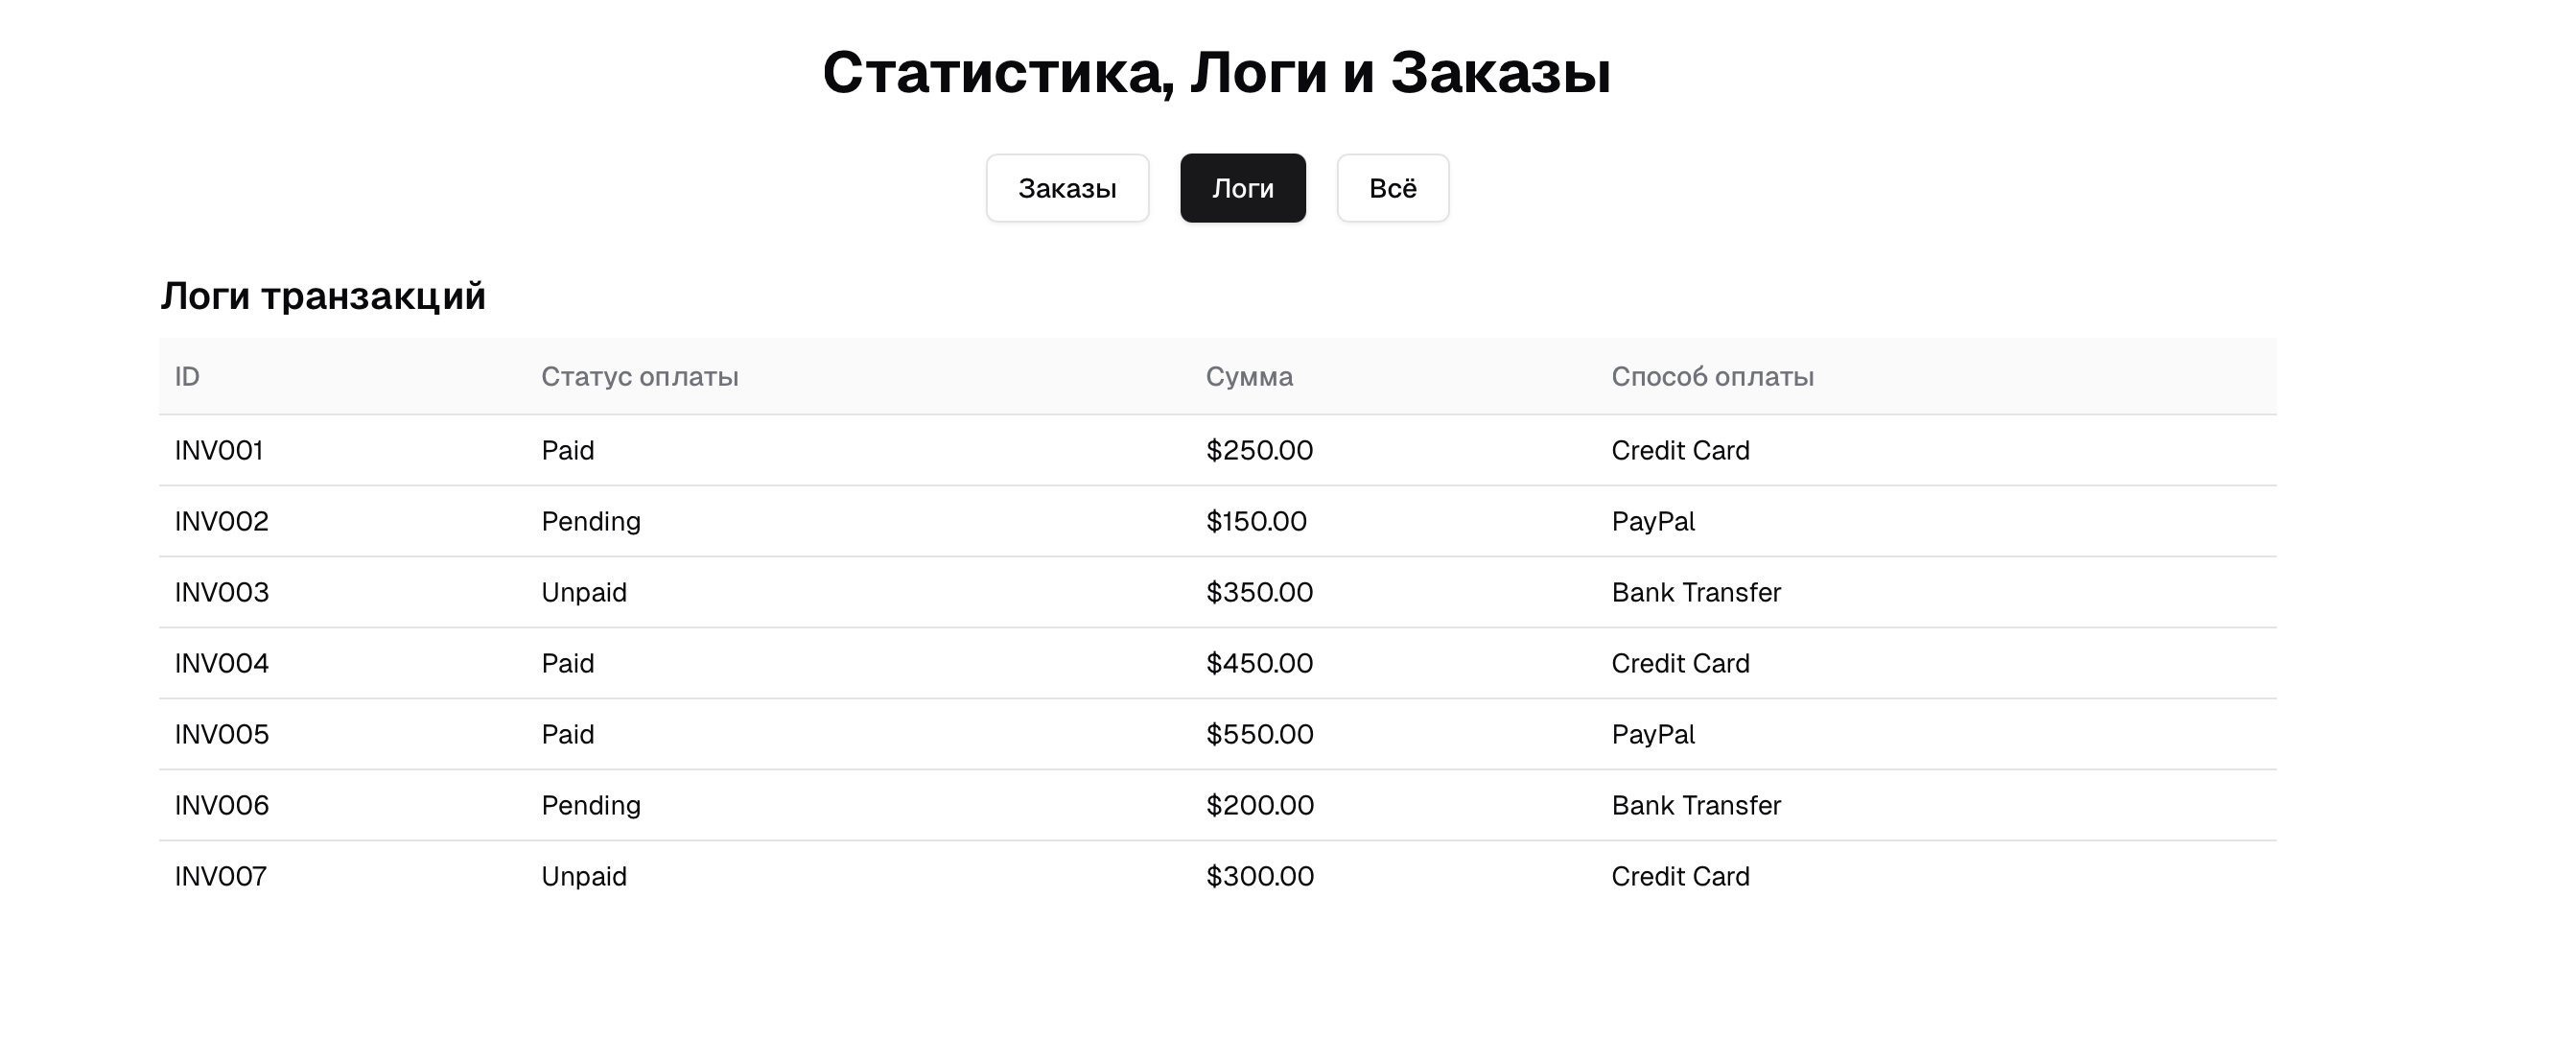 Статистика, Логи и Заказы
Заказы Логи Всё
Логи транзакций
ID Статус оплаты Сумма Способ оплаты
INV001 Paid $250.00 Credit Card
INV002 Pending $150.00 PayPal
INV003 Unpaid $350.00 Bank Transfer
INV004 Paid $450.00 Credit Card
INV005 Paid $550.00 PayPal
INV006 Pending $200.00 Bank Transfer
INV007 Unpaid $300.00 Credit Card